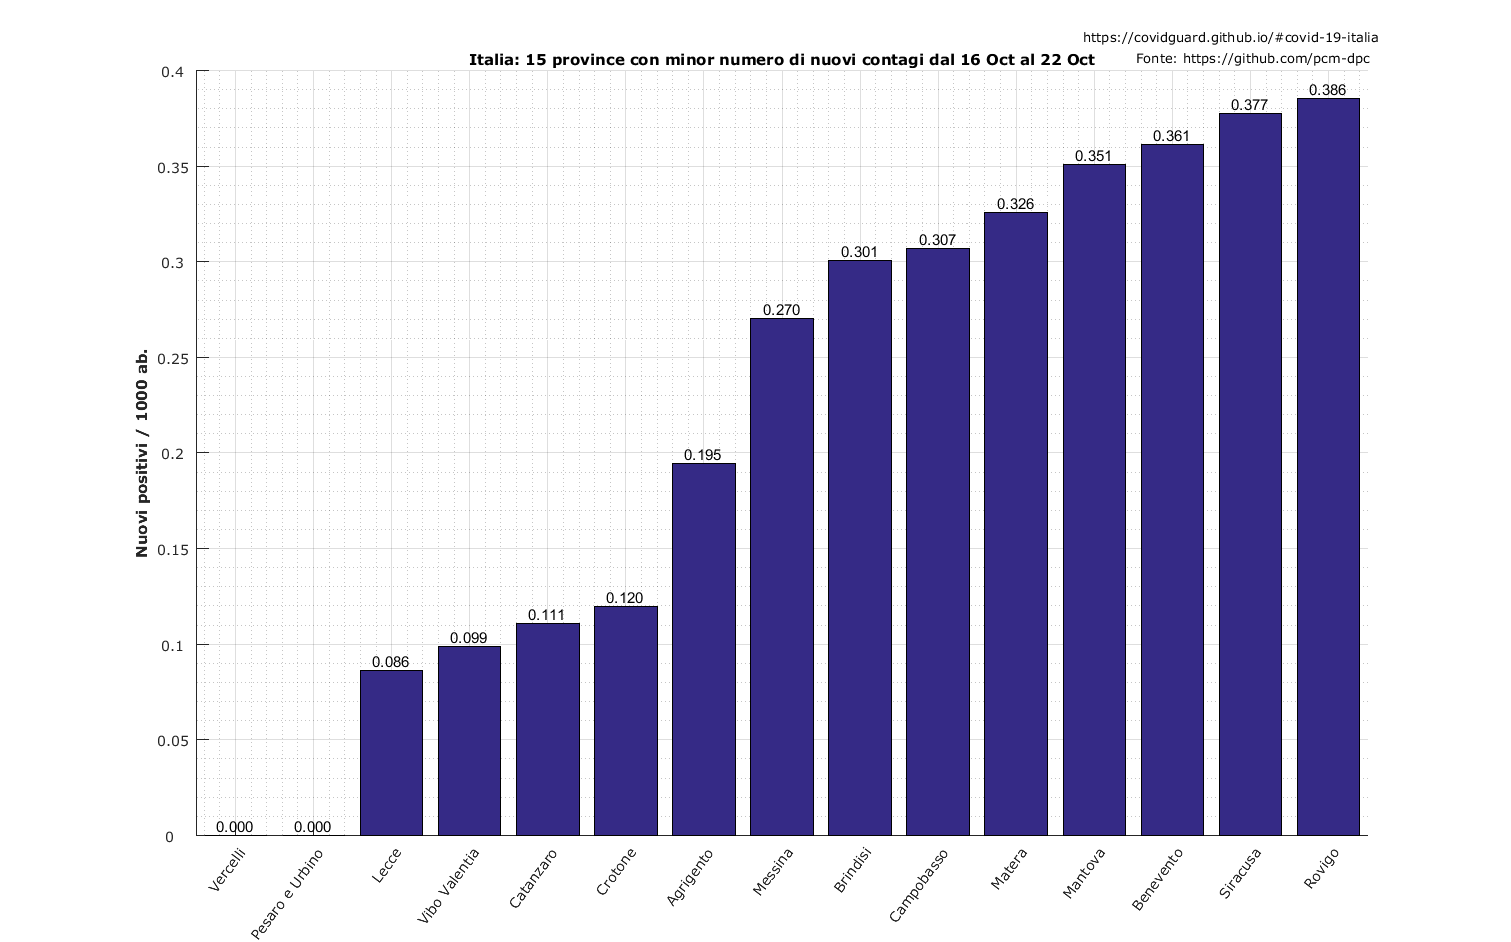 https://covidguard.github.io/#covid-19-italia
Italia: 15 province con minor numero di nuovi contagi dal 16 Oct al 22 Oct
Fonte: https://github.com/pcm-dpc
Nuovi positivi / 1000 ab.
0.4
0.35
0.3
0.25
0.2
0.15
0.1
0.05
0
0.000
0.000
0.086
0.099
0.111
0.120
0.195
0.270
0.301
0.307
0.326
0.351
0.361
0.377
0.386
Vercelli
Pesaro e Urbino
Lecce
Vibo Valentia
Catanzaro
Crotone
Agrigento
Messina
Brindisi
Campobasso
Matera
Mantova
Benevento
Siracusa
Rovigo